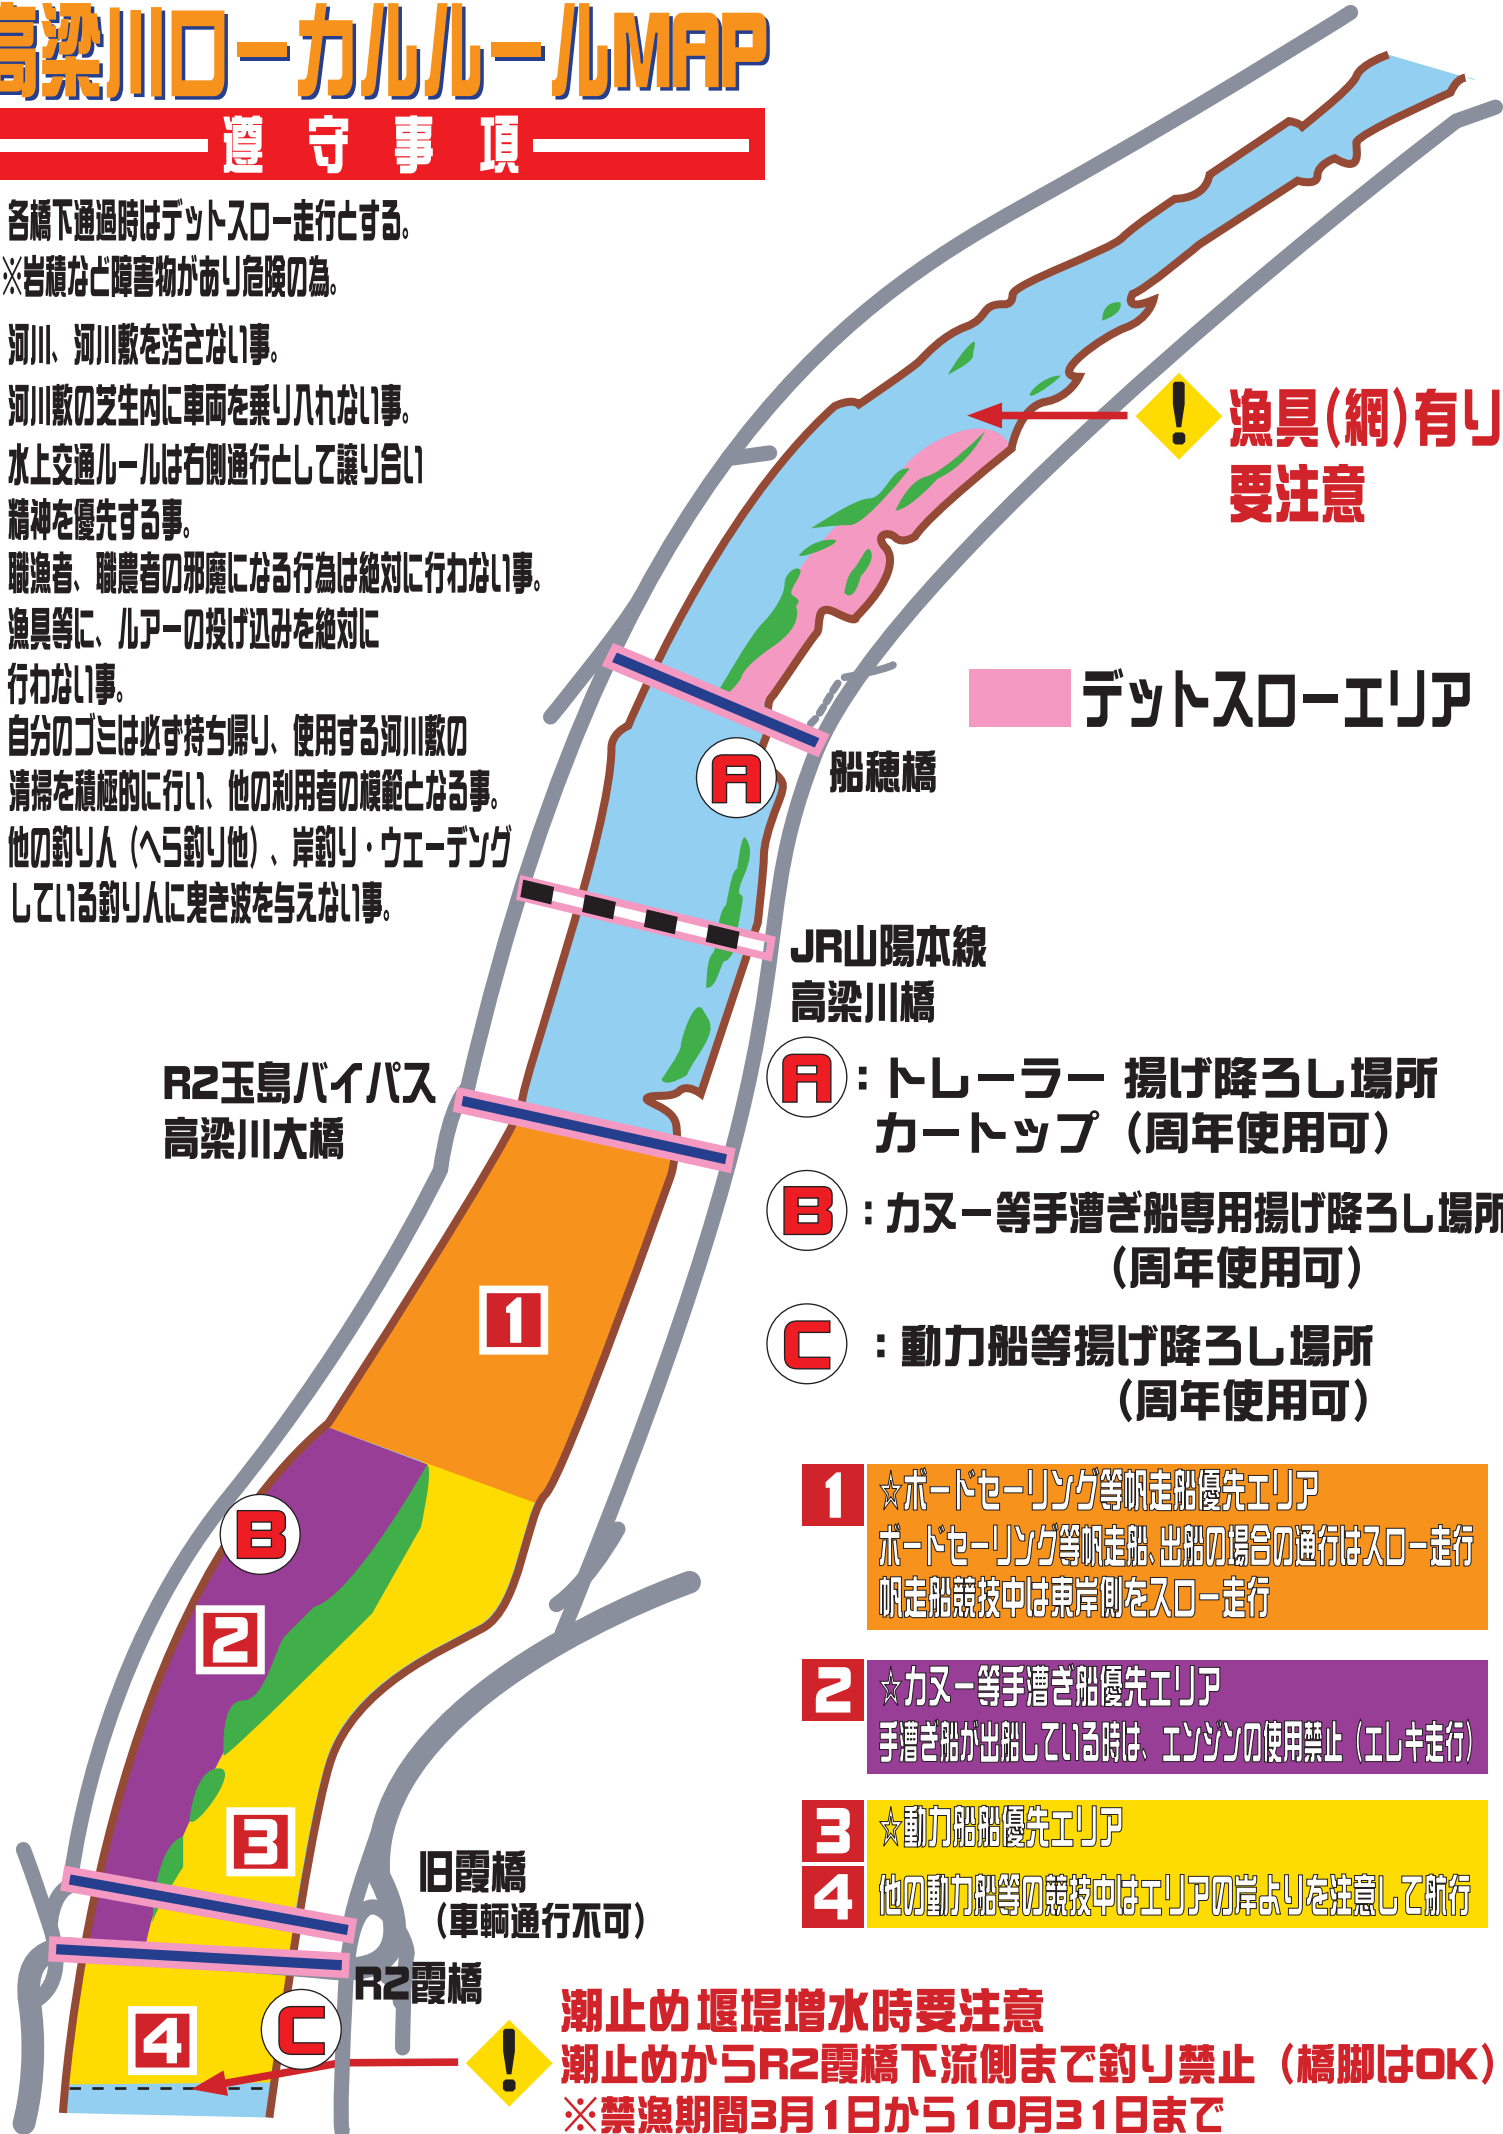 高梁川ローカルルールMAP
遵守事項
各橋下通過時はデットスロー走行とする。
※岩積など障害物があり危険の為。
河川、河川敷を汚さない事。
河川敷の芝生内に車両を乗り入れない事。
水上交通ルールは右側通行として譲り合い
精神を優先する事。
職漁者、職農者の邪魔になる行為は絶対に行わない事。
漁具等に、ルアーの投げ込みを絶対に
行わない事。
自分のゴミは必ず持ち帰り、使用する河川敷の
清掃を積極的に行い、他の利用者の模範となる事。
他の釣り人（へら釣り他）、岸釣り・ウエーデング
している釣り人に曳き波を与えない事。
!
漁具(網)有り
要注意
デットスローエリア
A
船穂橋
JR山陽本線
高梁川橋
R2玉島バイパス
高梁川大橋
A：トレーラー 揚げ降ろし場所
カートップ（周年使用可）
B：カヌー等手漕ぎ船専用揚げ降ろし場所
（周年使用可）
C：動力船等揚げ降ろし場所
（周年使用可）
1
B
2
3
4
C
1 ☆ボードセーリング等帆走船優先エリア
ボードセーリング等帆走船、出船の場合の通行はスロー走行
帆走船競技中は東岸側をスロー走行
2 ☆カヌー等手漕ぎ船優先エリア
手漕ぎ船が出船している時は、エンジンの使用禁止（エレキ走行）
3 ☆動力船船優先エリア
4 他の動力船等の競技中はエリアの岸よりを注意して航行
旧霞橋
（車輌通行不可）
R2霞橋
!
潮止め堰堤増水時要注意
潮止めからR2霞橋下流側まで釣り禁止（橋脚はOK）
※禁漁期間3月1日から10月31日まで